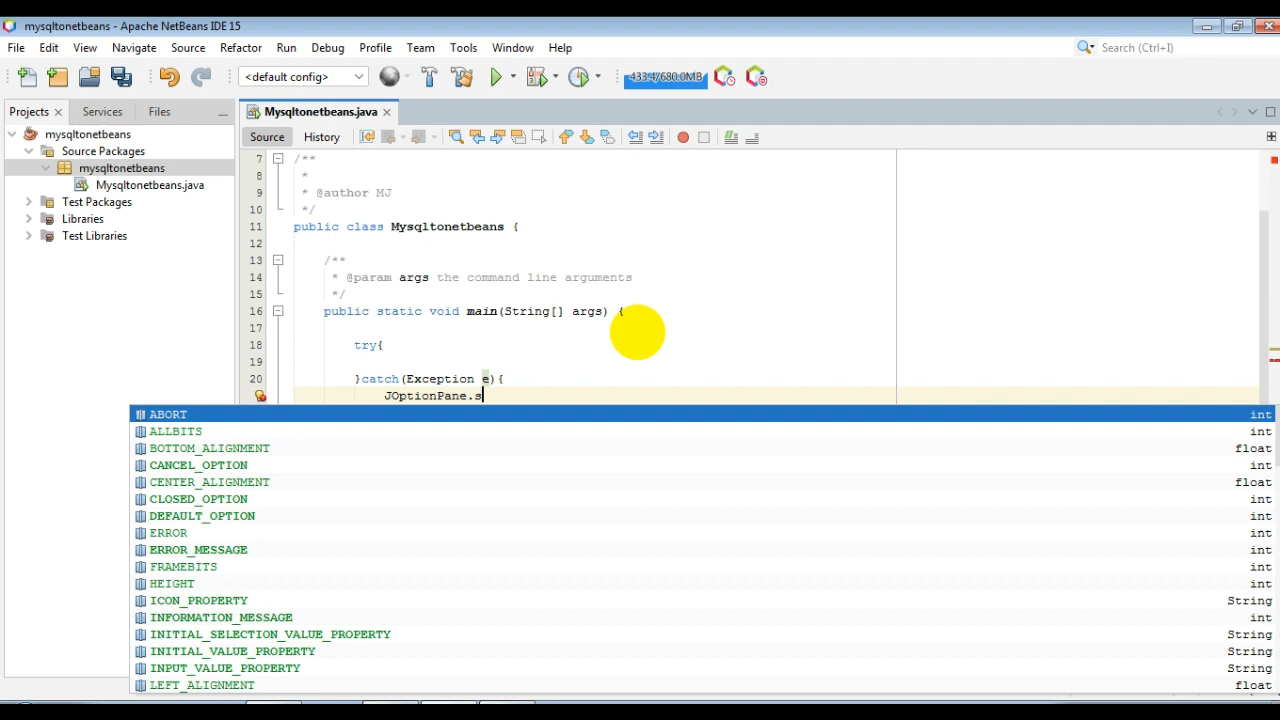 mysqltonetbeans - Apache NetBeans IDE 15
File Edit View Navigate Source Refactor Run Debug Profile Team Tools Window Help Search (Ctrl+I)
<default config> 433.4/680.0MB
Projects Services Files Mysqltonetbeans.java
Source History
mysqltonetbeans
Source Packages
mysqltonetbeans
Mysqltonetbeans.java
Test Packages
Libraries
Test Libraries
7 /**
8 *
9 * @author MJ
10 */
11 public class Mysqltonetbeans {
12
13 /**
14 * @param args the command line arguments
15 */
16 public static void main(String[] args) {
17
18 try{
19
20 }catch(Exception e){
JOptionPane.s
ABORT int
ALLBITS int
BOTTOM_ALIGNMENT float
CANCEL_OPTION int
CENTER_ALIGNMENT float
CLOSED_OPTION int
DEFAULT_OPTION int
ERROR int
ERROR_MESSAGE int
FRAMEBITS int
HEIGHT int
ICON_PROPERTY String
INFORMATION_MESSAGE int
INITIAL_SELECTION_VALUE_PROPERTY String
INITIAL_VALUE_PROPERTY String
INPUT_VALUE_PROPERTY String
LEFT_ALIGNMENT float